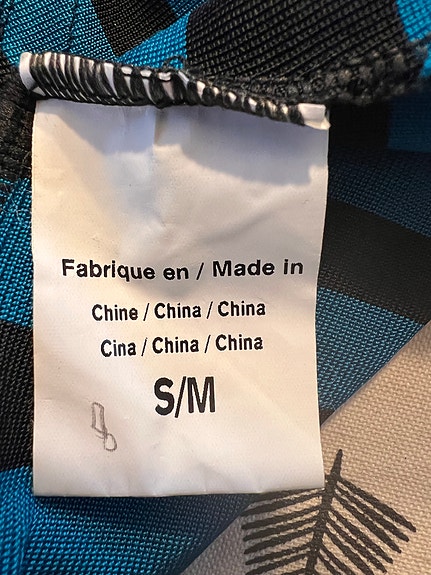 Fabrique en / Made in
Chine / China / China
Cina / China / China
S/M